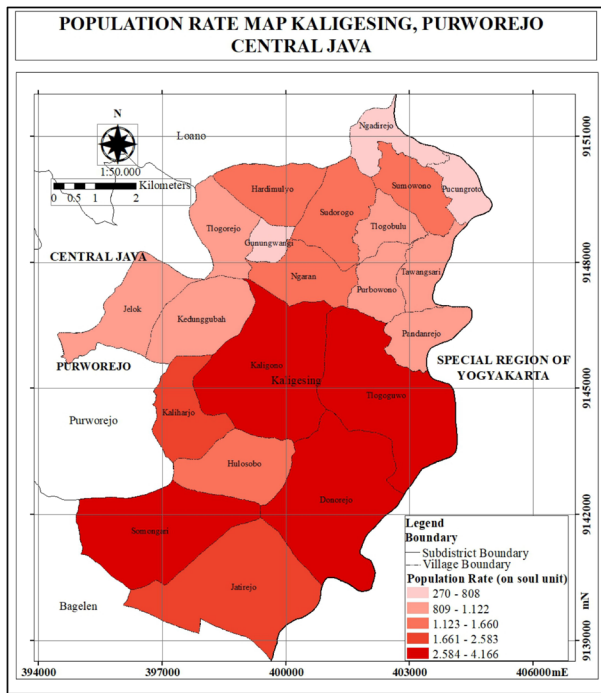 POPULATION RATE MAP KALIGESING, PURWOREJO
CENTRAL JAVA
N
1:50.000
0 0.5 1 2
Kilometers
Loano
Ngadirejo
Hardimulyo
Sumowono
Pucungroto
Sudorogo
Tlogorejo
Tlogobulu
Gunungwangi
CENTRAL JAVA
Ngaran
Tawangsari
Purbowono
Jelok
Kedunggubah
Pandanrejo
PURWOREJO
Kaligono
Kaligesing
SPECIAL REGION OF
YOGYAKARTA
Tlogoguwo
Kaliharjo
Purworejo
Hulosobo
Donorejo
Somongari
Jatirejo
Bagelen
Legend
Boundary
Subdistrict Boundary
Village Boundary
Population Rate (on soul unit)
270 - 808
809 - 1.122
1.123 - 1.660
1.661 - 2.583
2.584 - 4.166
9151000
9148000
9145000
9142000
9139000
mN
394000 397000 400000 403000 406000 mE